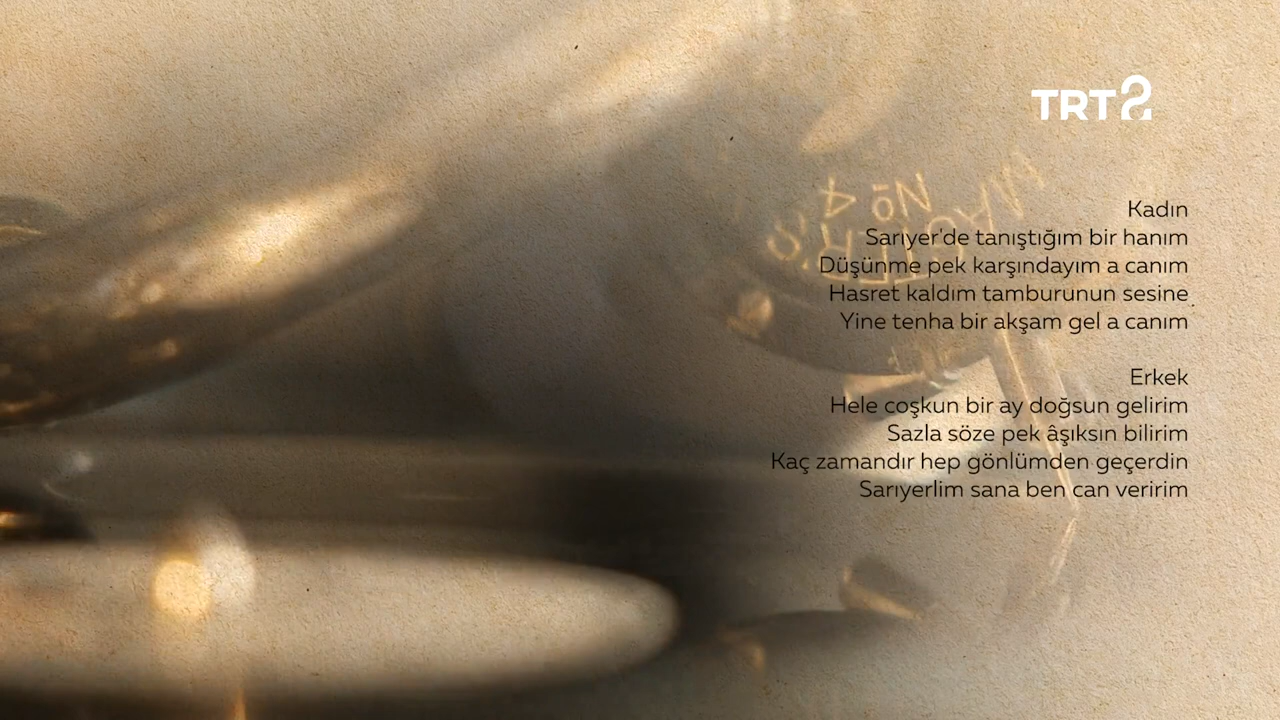 TRT2
No 4
Kadın
Sarıyer'de tanıştığım bir hanım
Düşünme pek karşındayım a canım
Hasret kaldım tamburunun sesine
Yine tenha bir akşam gel a canım
Erkek
Hele coşkun bir ay doğsun gelirim
Sazla söze pek âşıksın bilirim
Kaç zamandır hep gönlümden geçerdin
Sarıyerlim sana ben can veririm